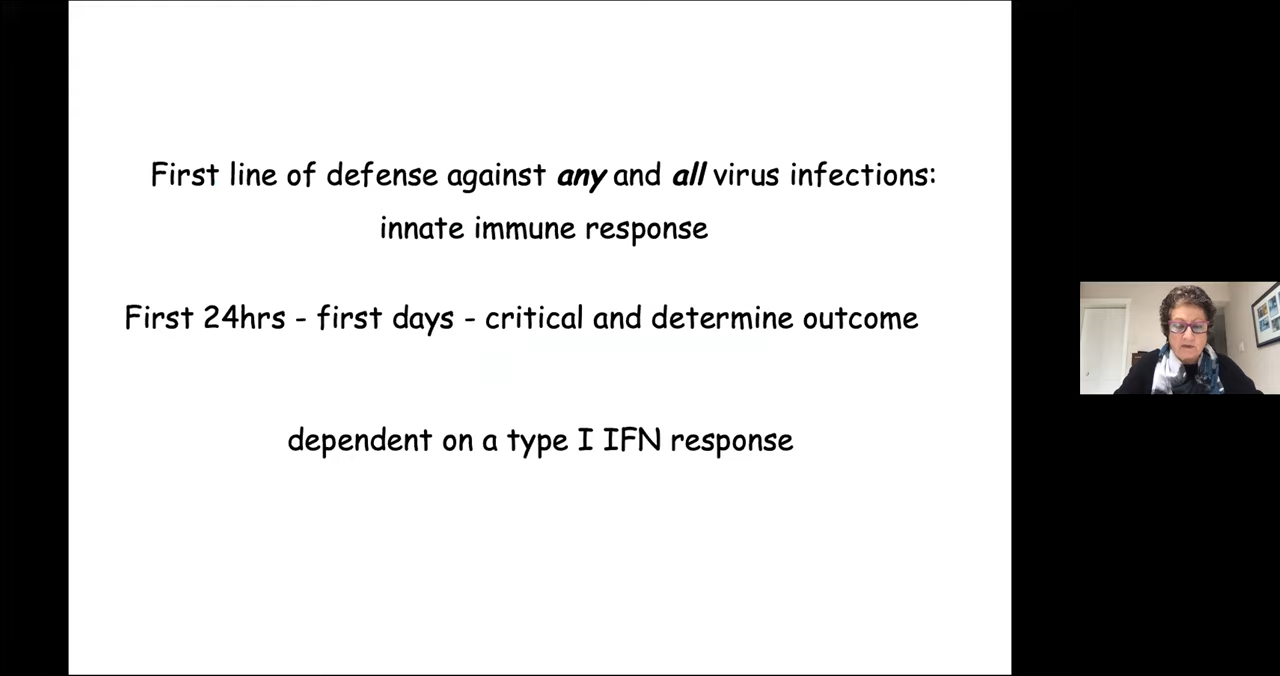 First line of defense against any and all virus infections:
innate immune response
First 24hrs - first days - critical and determine outcome
dependent on a type I IFN response